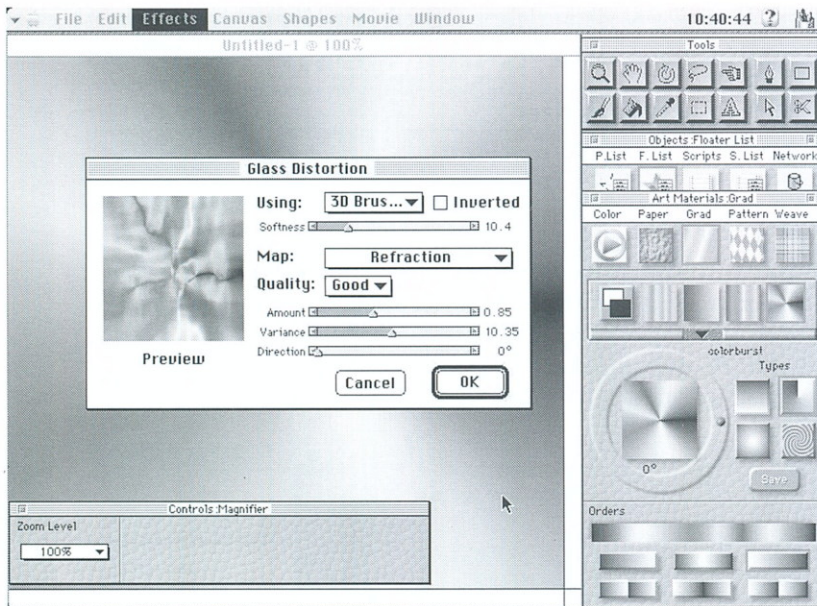 File Edit Effects Canvas Shapes Movie Window 10:40:44
Untitled-1 @ 100%
Tools
Glass Distortion
Using: 3D Brus... Inverted
Softness 10.4
Map: Refraction
Quality: Good
Amount 0.85
Variance 10.35
Direction 0°
Preview
Cancel OK
Objects:Floater List
P.List F.List Scripts S.List Network
Art Materials:Grad
Color Paper Grad Pattern Weave
colorburst
Types
0°
Save
Orders
Controls:Magnifier
Zoom Level
100%